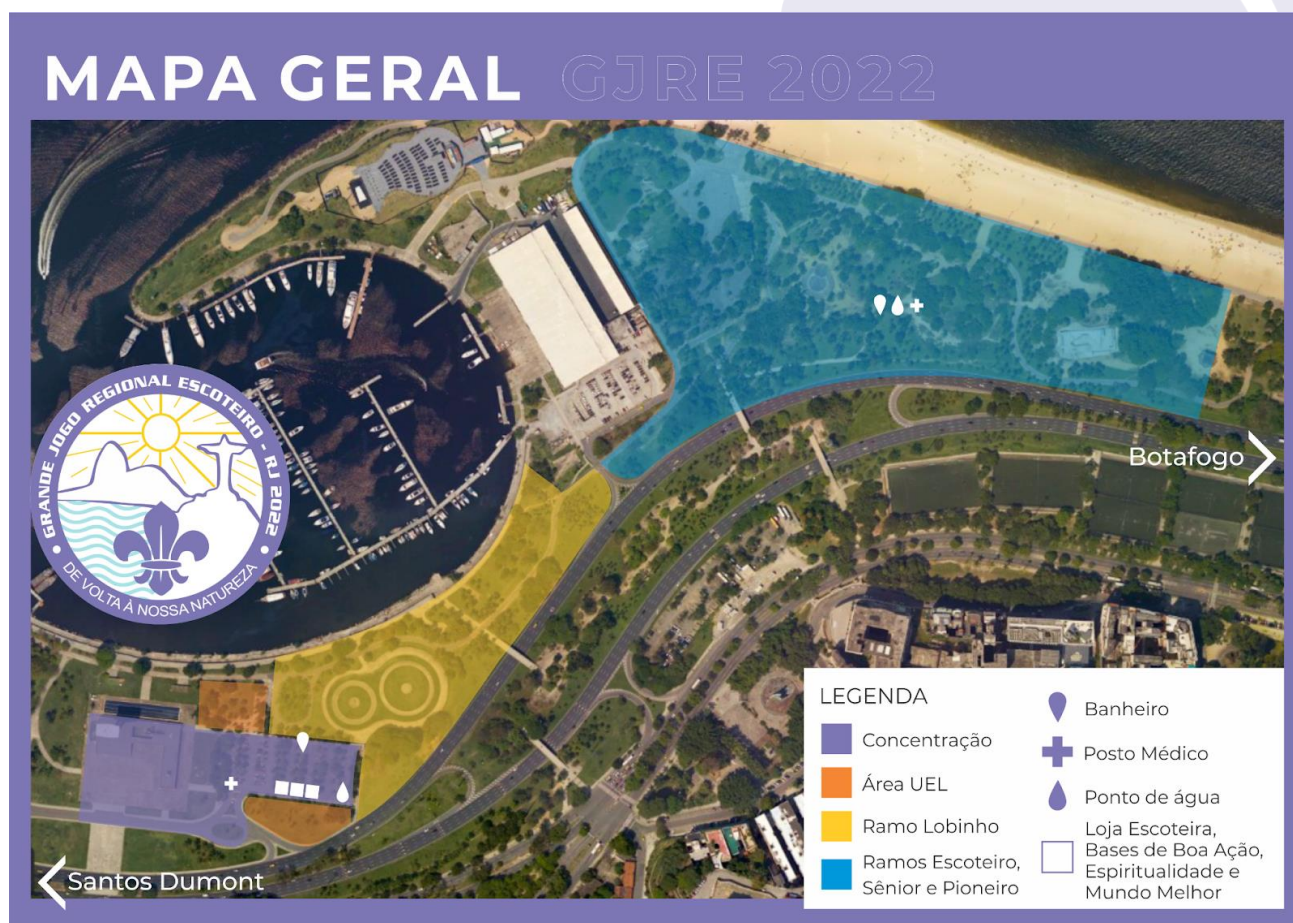 MAPA GERAL GJRE 2022
GRANDE JOGO REGIONAL ESCOTEIRO - RJ 2022
DE VOLTA À NOSSA NATUREZA
Botafogo
Santos Dumont
LEGENDA
Concentração
Área UEL
Ramo Lobinho
Ramos Escoteiro,
Sênior e Pioneiro
Banheiro
Posto Médico
Ponto de água
Loja Escoteira,
Bases de Boa Ação,
Espiritualidade e
Mundo Melhor